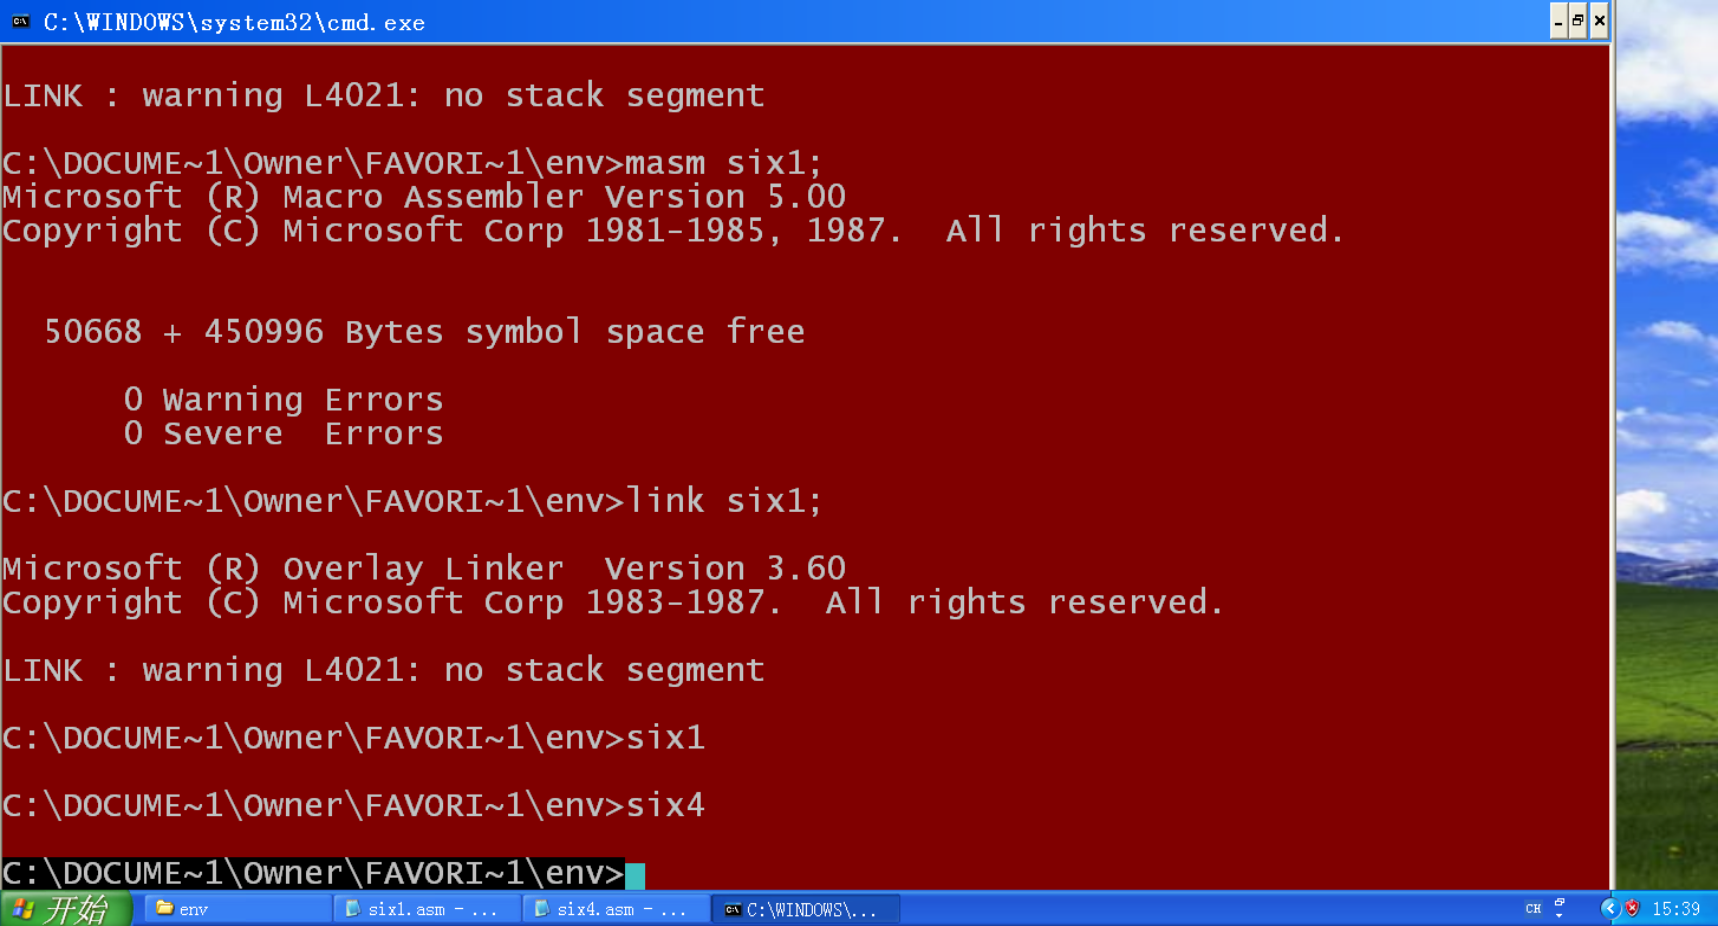 C:\WINDOWS\system32\cmd.exe
LINK : warning L4021: no stack segment
C:\DOCUME~1\Owner\FAVORI~1\env>masm six1;
Microsoft (R) Macro Assembler Version 5.00
Copyright (C) Microsoft Corp 1981-1985, 1987.  All rights reserved.
50668 + 450996 Bytes symbol space free
0 Warning Errors
0 Severe  Errors
C:\DOCUME~1\Owner\FAVORI~1\env>link six1;
Microsoft (R) Overlay Linker  Version 3.60
Copyright (C) Microsoft Corp 1983-1987.  All rights reserved.
LINK : warning L4021: no stack segment
C:\DOCUME~1\Owner\FAVORI~1\env>six1
C:\DOCUME~1\Owner\FAVORI~1\env>six4
C:\DOCUME~1\Owner\FAVORI~1\env>
开始 env six1.asm - ... six4.asm - ... C:\WINDOWS\... CH 15:39